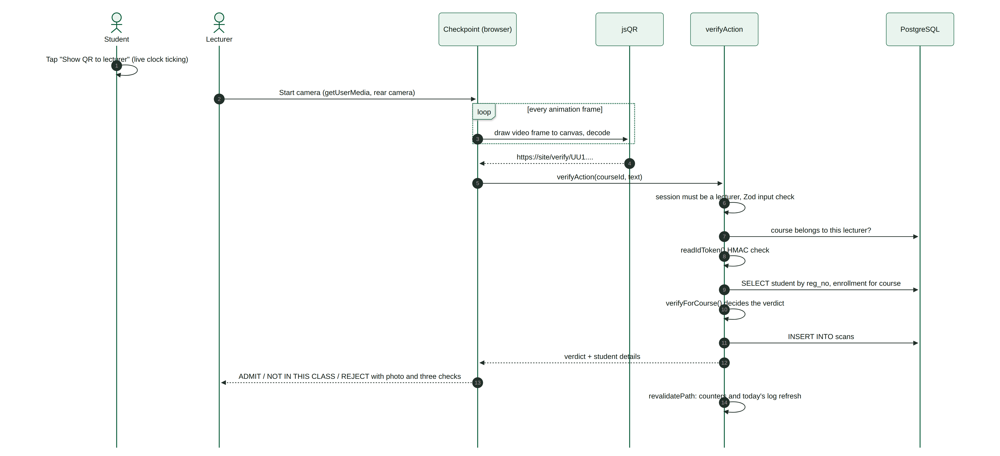 Student
Lecturer
Checkpoint (browser)
jsQR
verifyAction
PostgreSQL
Tap "Show QR to lecturer" (live clock ticking)
1
Start camera (getUserMedia, rear camera)
2
loop
[every animation frame]
draw video frame to canvas, decode
3
https://site/verify/UU1....
4
verifyAction(courseId, text)
5
session must be a lecturer, Zod input check
6
course belongs to this lecturer?
7
readIdToken() HMAC check
8
SELECT student by reg_no, enrollment for course
9
verifyForCourse() decides the verdict
10
INSERT INTO scans
11
verdict + student details
12
ADMIT / NOT IN THIS CLASS / REJECT with photo and three checks
13
revalidatePath: counters and today's log refresh
14